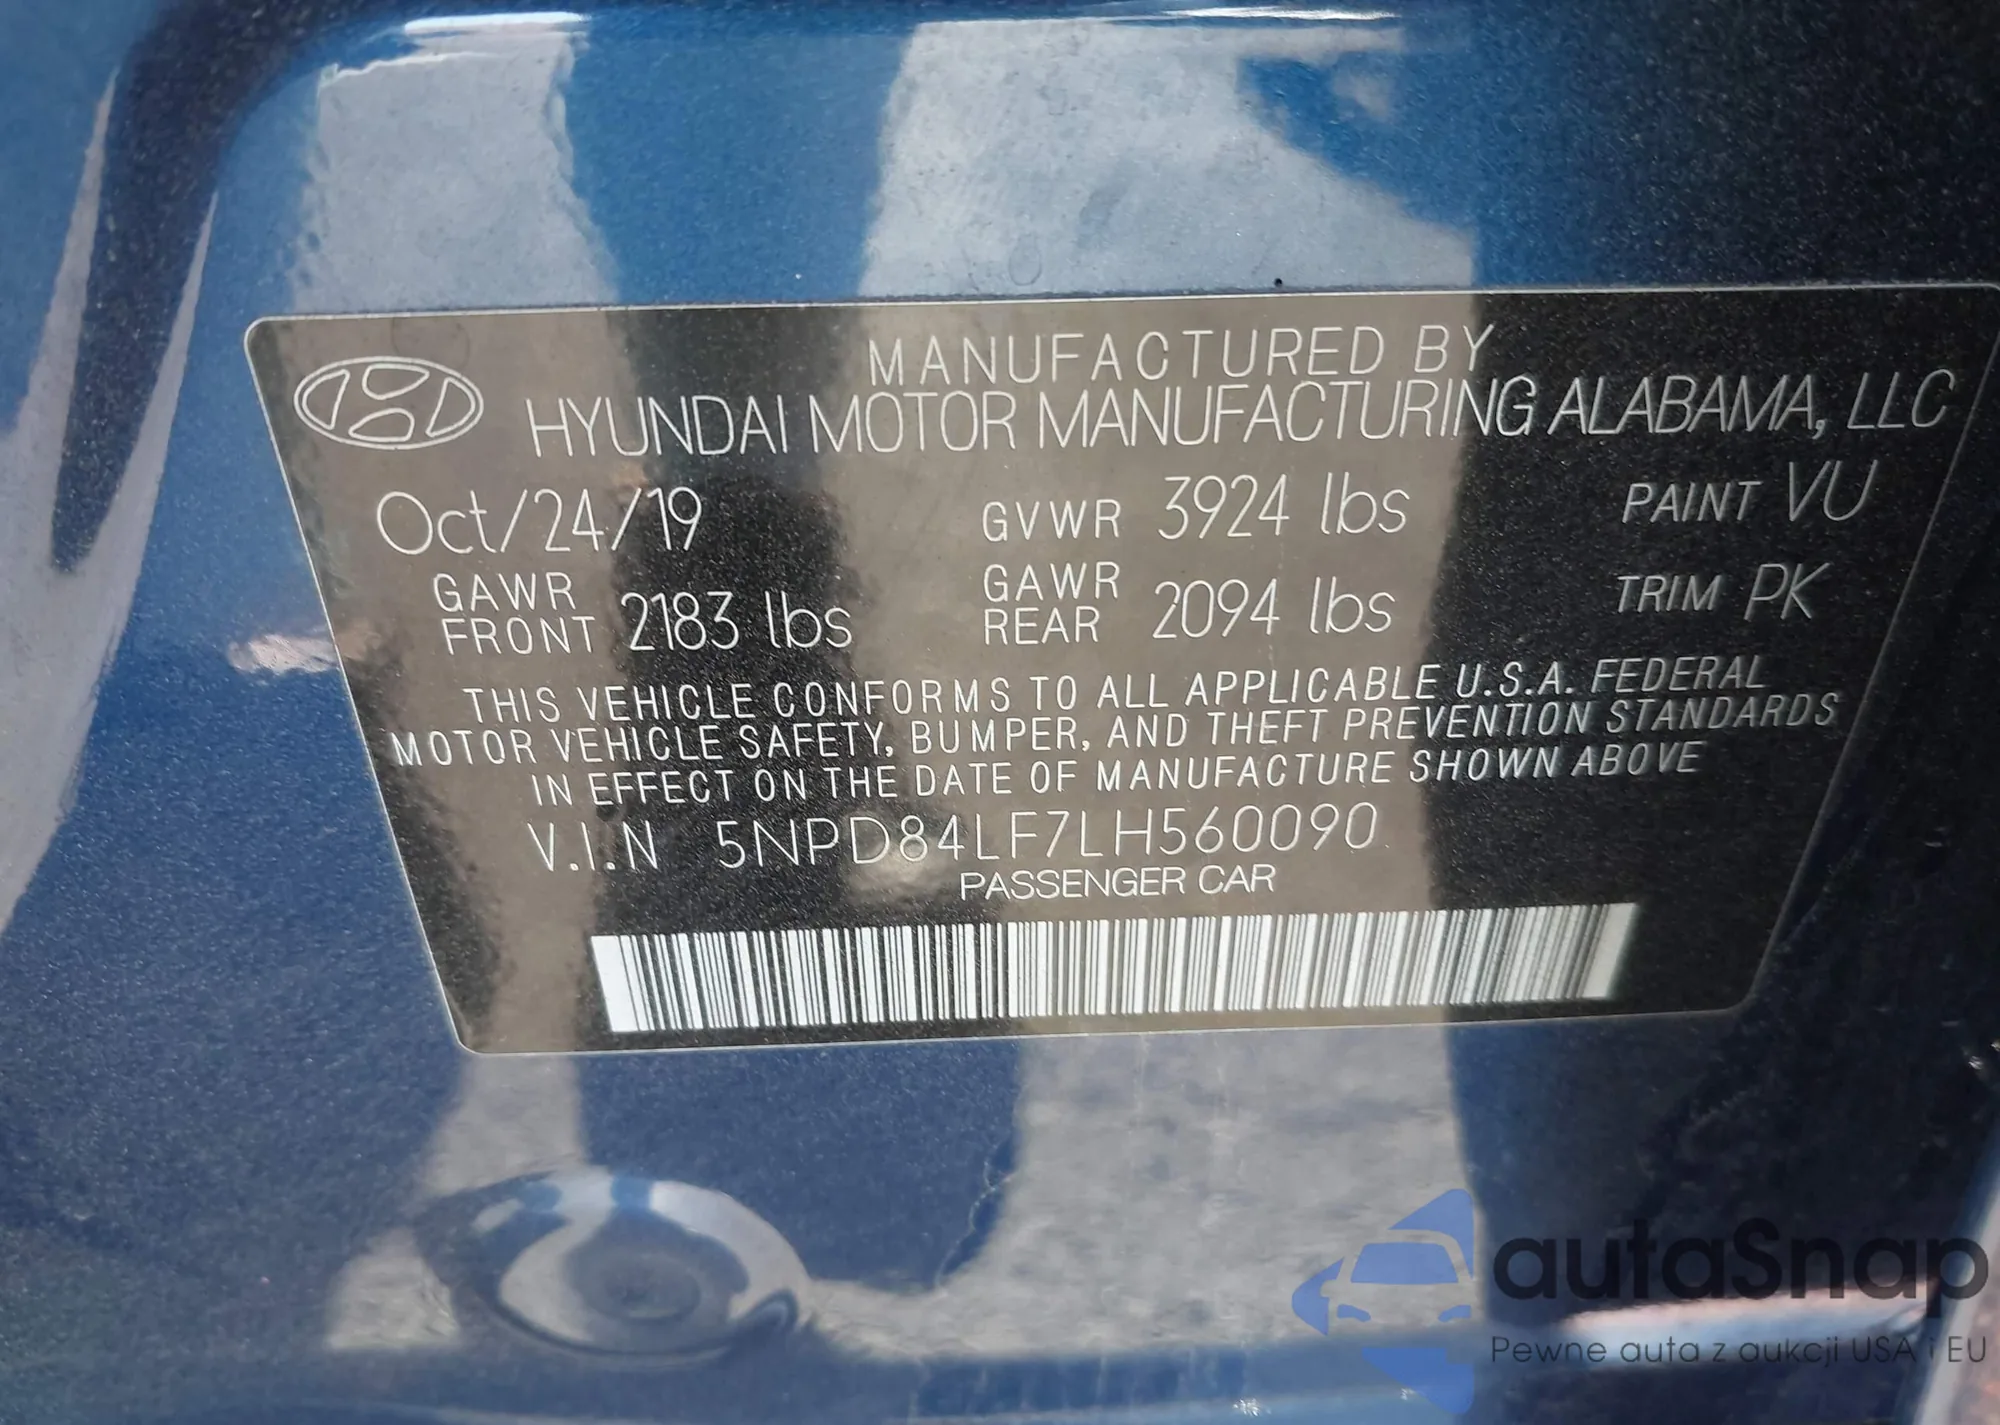 MANUFACTURED BY
HYUNDAI MOTOR MANUFACTURING ALABAMA, LLC
Oct/24/19 GVWR 3924 lbs PAINT VU
GAWR FRONT 2183 lbs GAWR REAR 2094 lbs TRIM PK
THIS VEHICLE CONFORMS TO ALL APPLICABLE U.S.A. FEDERAL
MOTOR VEHICLE SAFETY, BUMPER, AND THEFT PREVENTION STANDARDS
IN EFFECT ON THE DATE OF MANUFACTURE SHOWN ABOVE
V.I.N 5NPD84LF7LH560090
PASSENGER CAR
autaSnap
Pewne auta z aukcji USA i EU